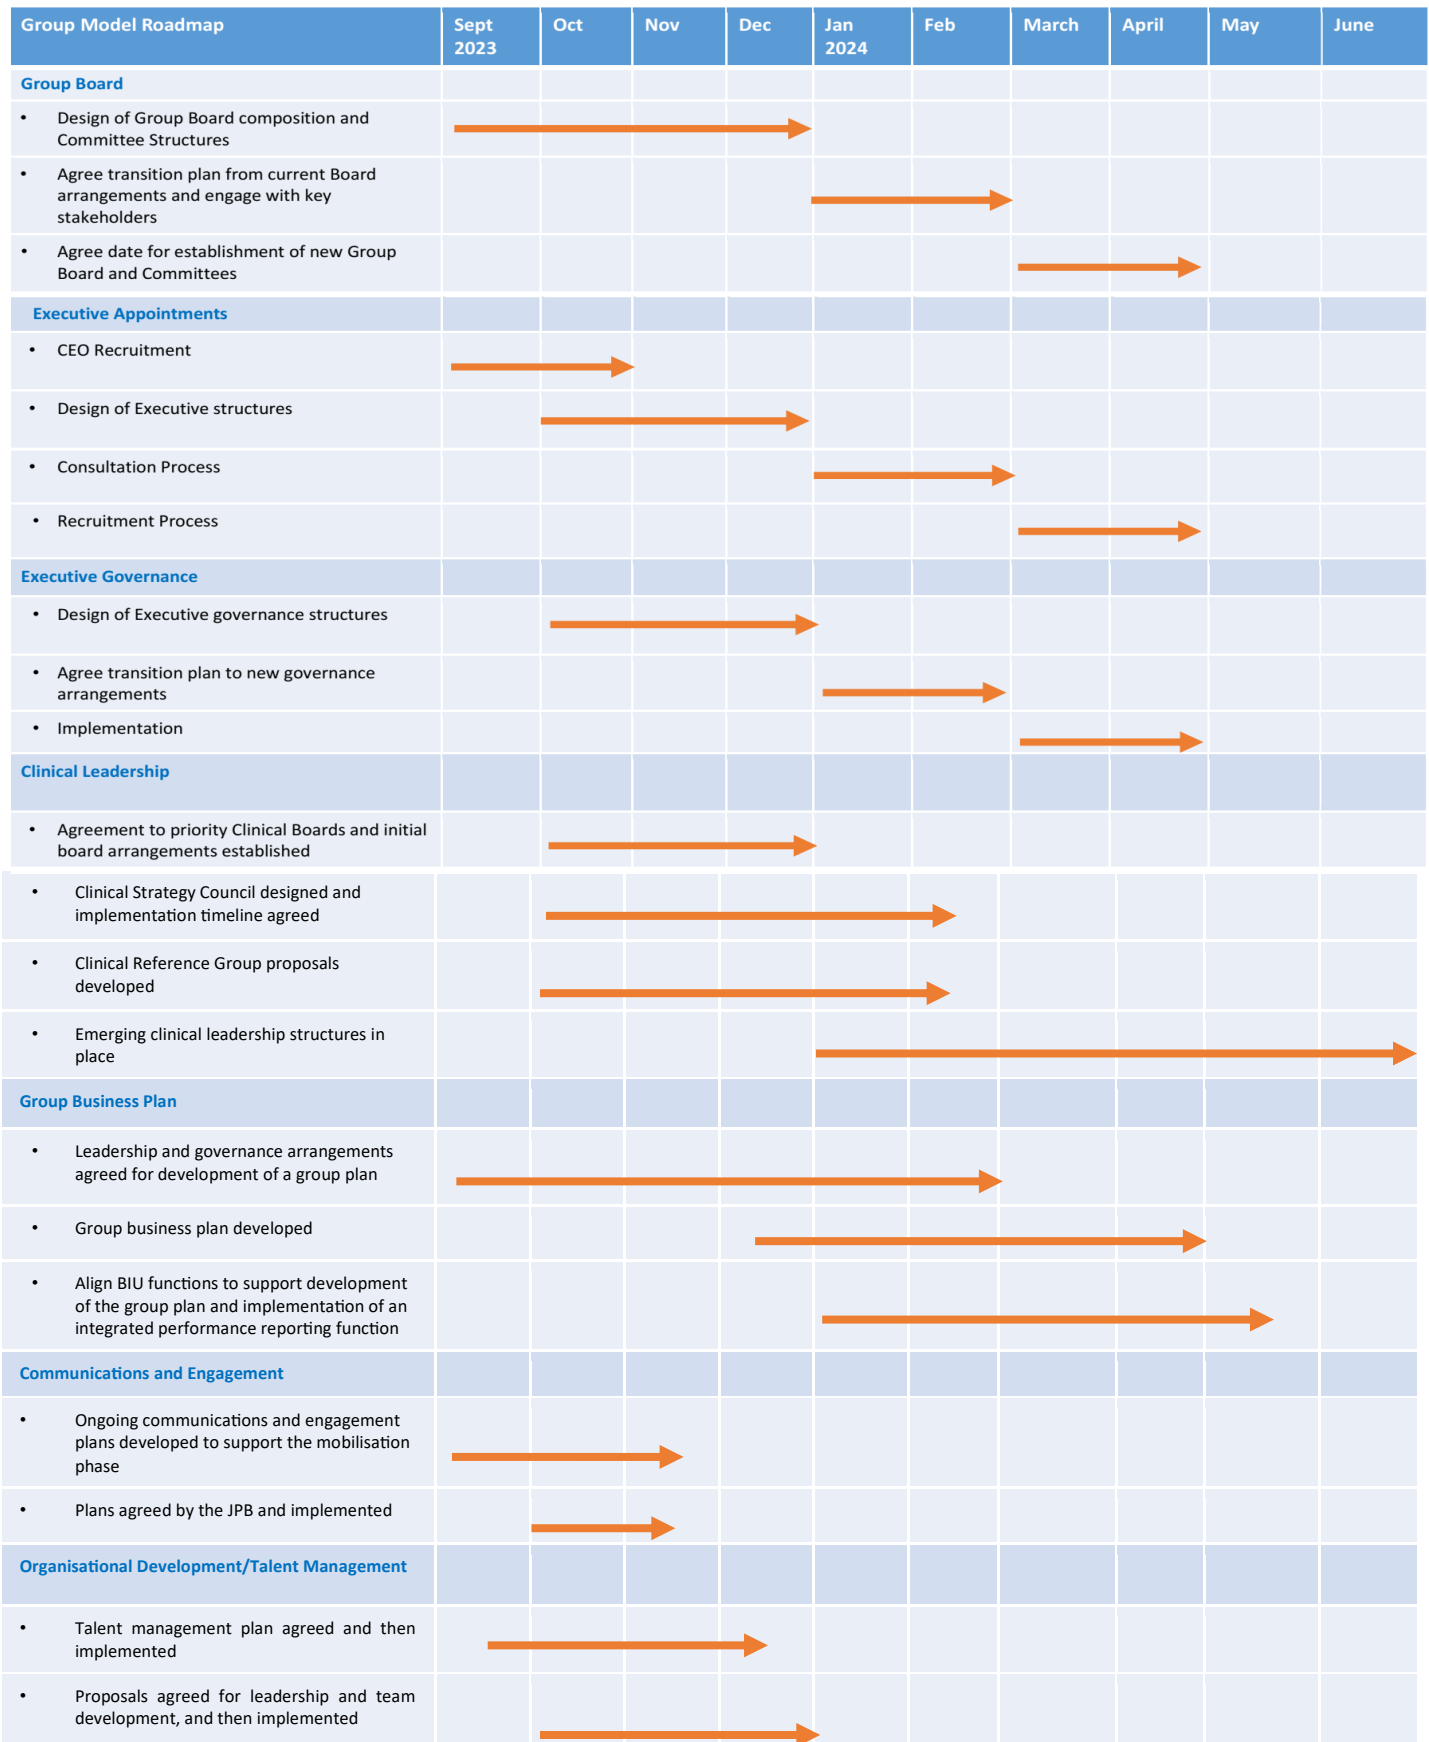 Group Model Roadmap Sept 2023 Oct Nov Dec Jan 2024 Feb March April May June
Group Board
• Design of Group Board composition and
Committee Structures
• Agree transition plan from current Board
arrangements and engage with key
stakeholders
• Agree date for establishment of new Group
Board and Committees
Executive Appointments
• CEO Recruitment
• Design of Executive structures
• Consultation Process
• Recruitment Process
Executive Governance
• Design of Executive governance structures
• Agree transition plan to new governance
arrangements
• Implementation
Clinical Leadership
• Agreement to priority Clinical Boards and initial
board arrangements established
• Clinical Strategy Council designed and
implementation timeline agreed
• Clinical Reference Group proposals
developed
• Emerging clinical leadership structures in
place
Group Business Plan
• Leadership and governance arrangements
agreed for development of a group plan
• Group business plan developed
• Align BIU functions to support development
of the group plan and implementation of an
integrated performance reporting function
Communications and Engagement
• Ongoing communications and engagement
plans developed to support the mobilisation
phase
• Plans agreed by the JPB and implemented
Organisational Development/Talent Management
• Talent management plan agreed and then
implemented
• Proposals agreed for leadership and team
development, and then implemented